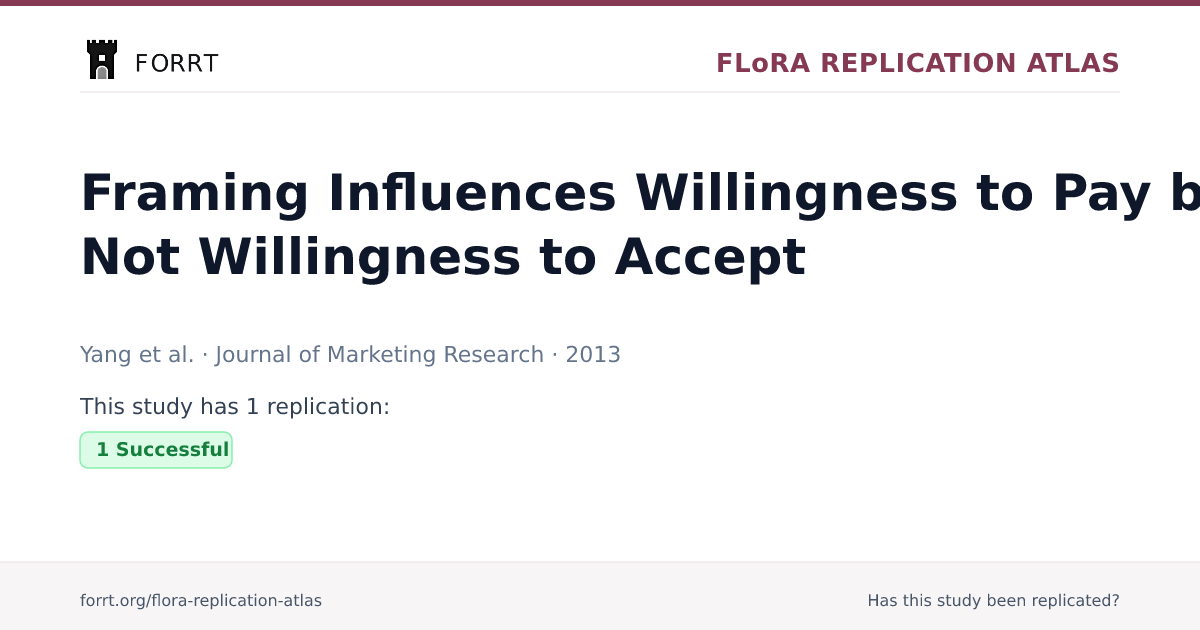 FORRT
FLoRA REPLICATION ATLAS
Framing Influences Willingness to Pay b
Not Willingness to Accept
Yang et al. · Journal of Marketing Research · 2013
This study has 1 replication:
1 Successful
forrt.org/flora-replication-atlas
Has this study been replicated?